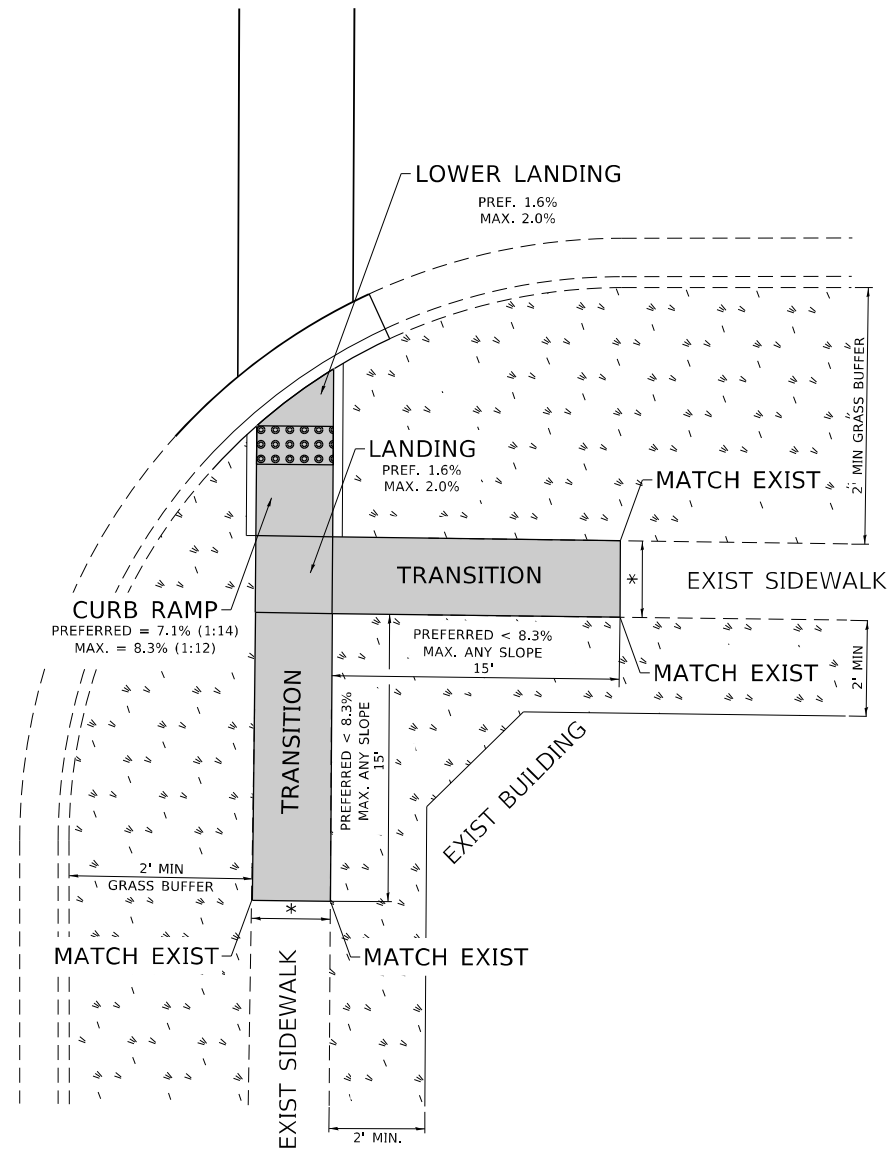 LOWER LANDING
PREF. 1.6%
MAX. 2.0%
2' MIN GRASS BUFFER
LANDING
PREF. 1.6%
MAX. 2.0%
MATCH EXIST
TRANSITION
*
EXIST SIDEWALK
CURB RAMP
PREFERRED = 7.1% (1:14)
MAX. = 8.3% (1:12)
PREFERRED < 8.3%
MAX. ANY SLOPE
15'
MATCH EXIST
2' MIN
TRANSITION
PREFERRED < 8.3%
MAX. ANY SLOPE
15'
EXIST BUILDING
2' MIN
GRASS BUFFER
*
MATCH EXIST
MATCH EXIST
EXIST SIDEWALK
2' MIN.